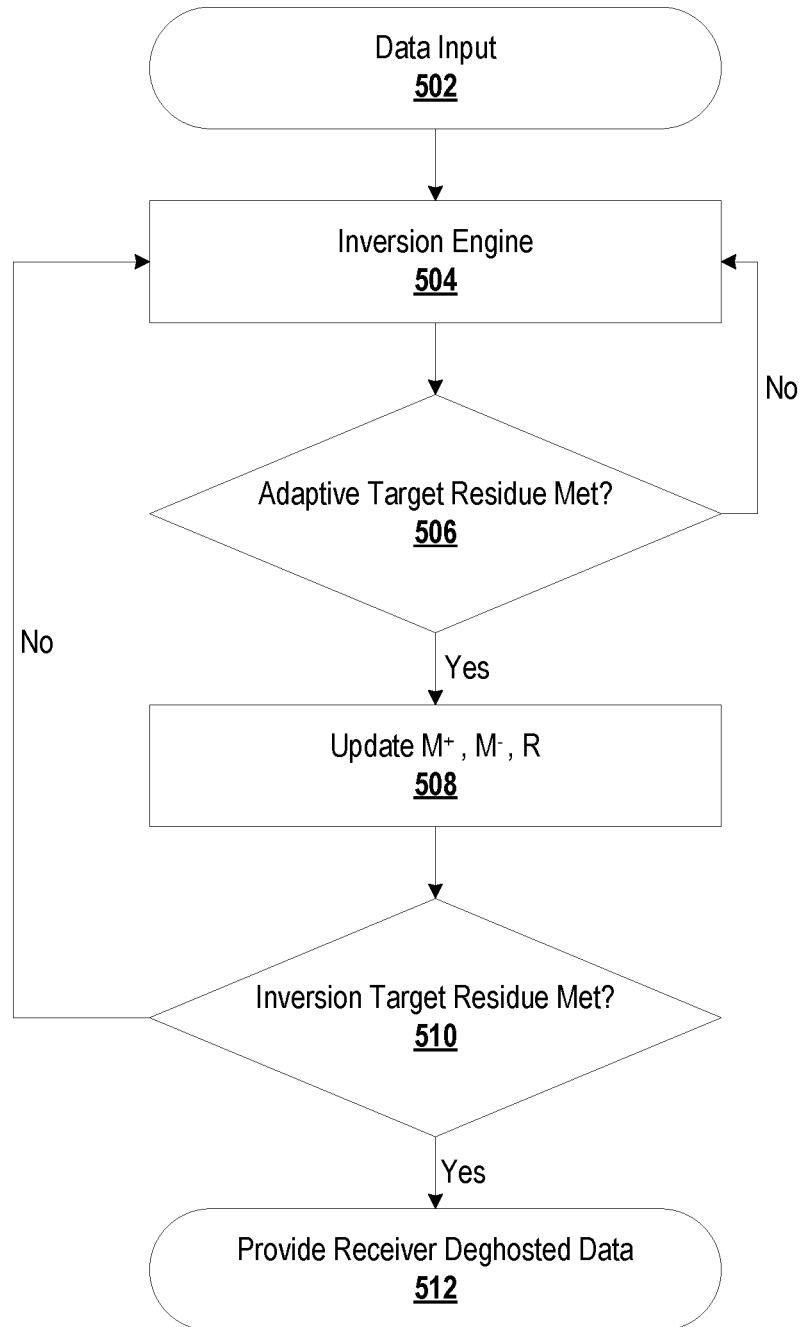 Data Input
502
Inversion Engine
504
No
Adaptive Target Residue Met?
506
No
Yes
Update M⁺ , M⁻ , R
508
Inversion Target Residue Met?
510
Yes
Provide Receiver Deghosted Data
512